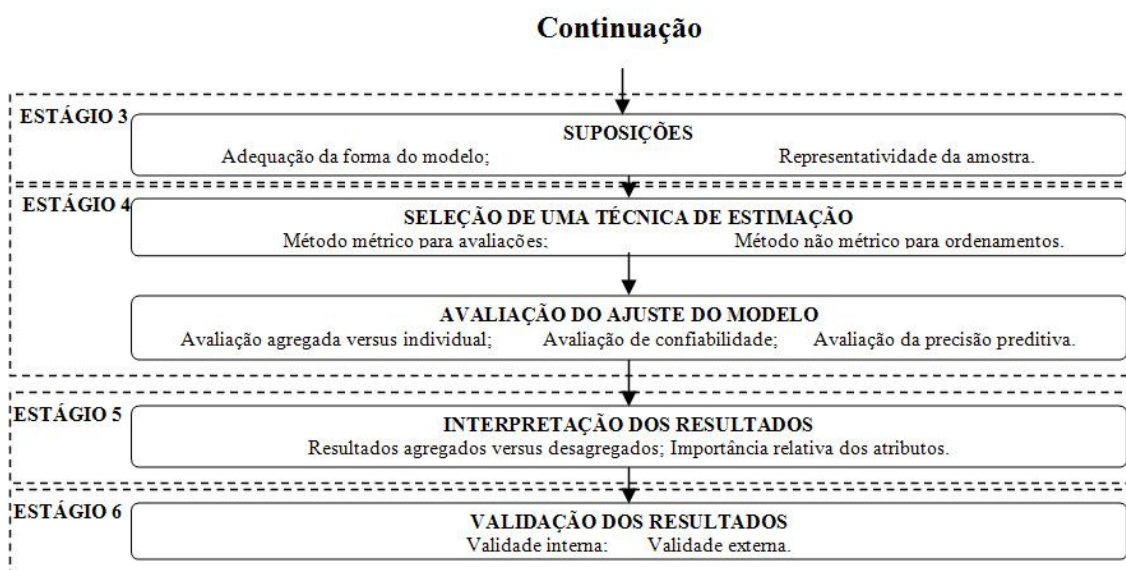 Continuação
ESTÁGIO 3
SUPOSIÇÕES
Adequação da forma do modelo; Representatividade da amostra.
ESTÁGIO 4
SELEÇÃO DE UMA TÉCNICA DE ESTIMAÇÃO
Método métrico para avaliações; Método não métrico para ordenamentos.
AVALIAÇÃO DO AJUSTE DO MODELO
Avaliação agregada versus individual; Avaliação de confiabilidade; Avaliação da precisão preditiva.
ESTÁGIO 5
INTERPRETAÇÃO DOS RESULTADOS
Resultados agregados versus desagregados; Importância relativa dos atributos.
ESTÁGIO 6
VALIDAÇÃO DOS RESULTADOS
Validade interna: Validade externa.